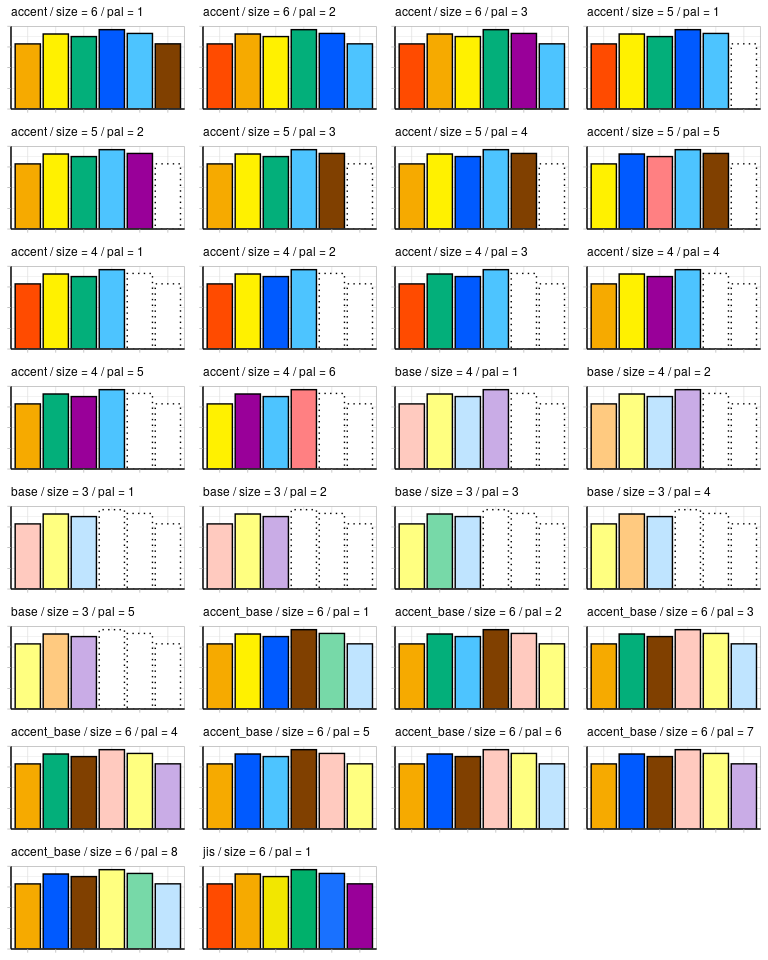 accent / size = 6 / pal = 1
accent / size = 6 / pal = 2
accent / size = 6 / pal = 3
accent / size = 5 / pal = 1
accent / size = 5 / pal = 2
accent / size = 5 / pal = 3
accent / size = 5 / pal = 4
accent / size = 5 / pal = 5
accent / size = 4 / pal = 1
accent / size = 4 / pal = 2
accent / size = 4 / pal = 3
accent / size = 4 / pal = 4
accent / size = 4 / pal = 5
accent / size = 4 / pal = 6
base / size = 4 / pal = 1
base / size = 4 / pal = 2
base / size = 3 / pal = 1
base / size = 3 / pal = 2
base / size = 3 / pal = 3
base / size = 3 / pal = 4
base / size = 3 / pal = 5
accent_base / size = 6 / pal = 1
accent_base / size = 6 / pal = 2
accent_base / size = 6 / pal = 3
accent_base / size = 6 / pal = 4
accent_base / size = 6 / pal = 5
accent_base / size = 6 / pal = 6
accent_base / size = 6 / pal = 7
accent_base / size = 6 / pal = 8
jis / size = 6 / pal = 1